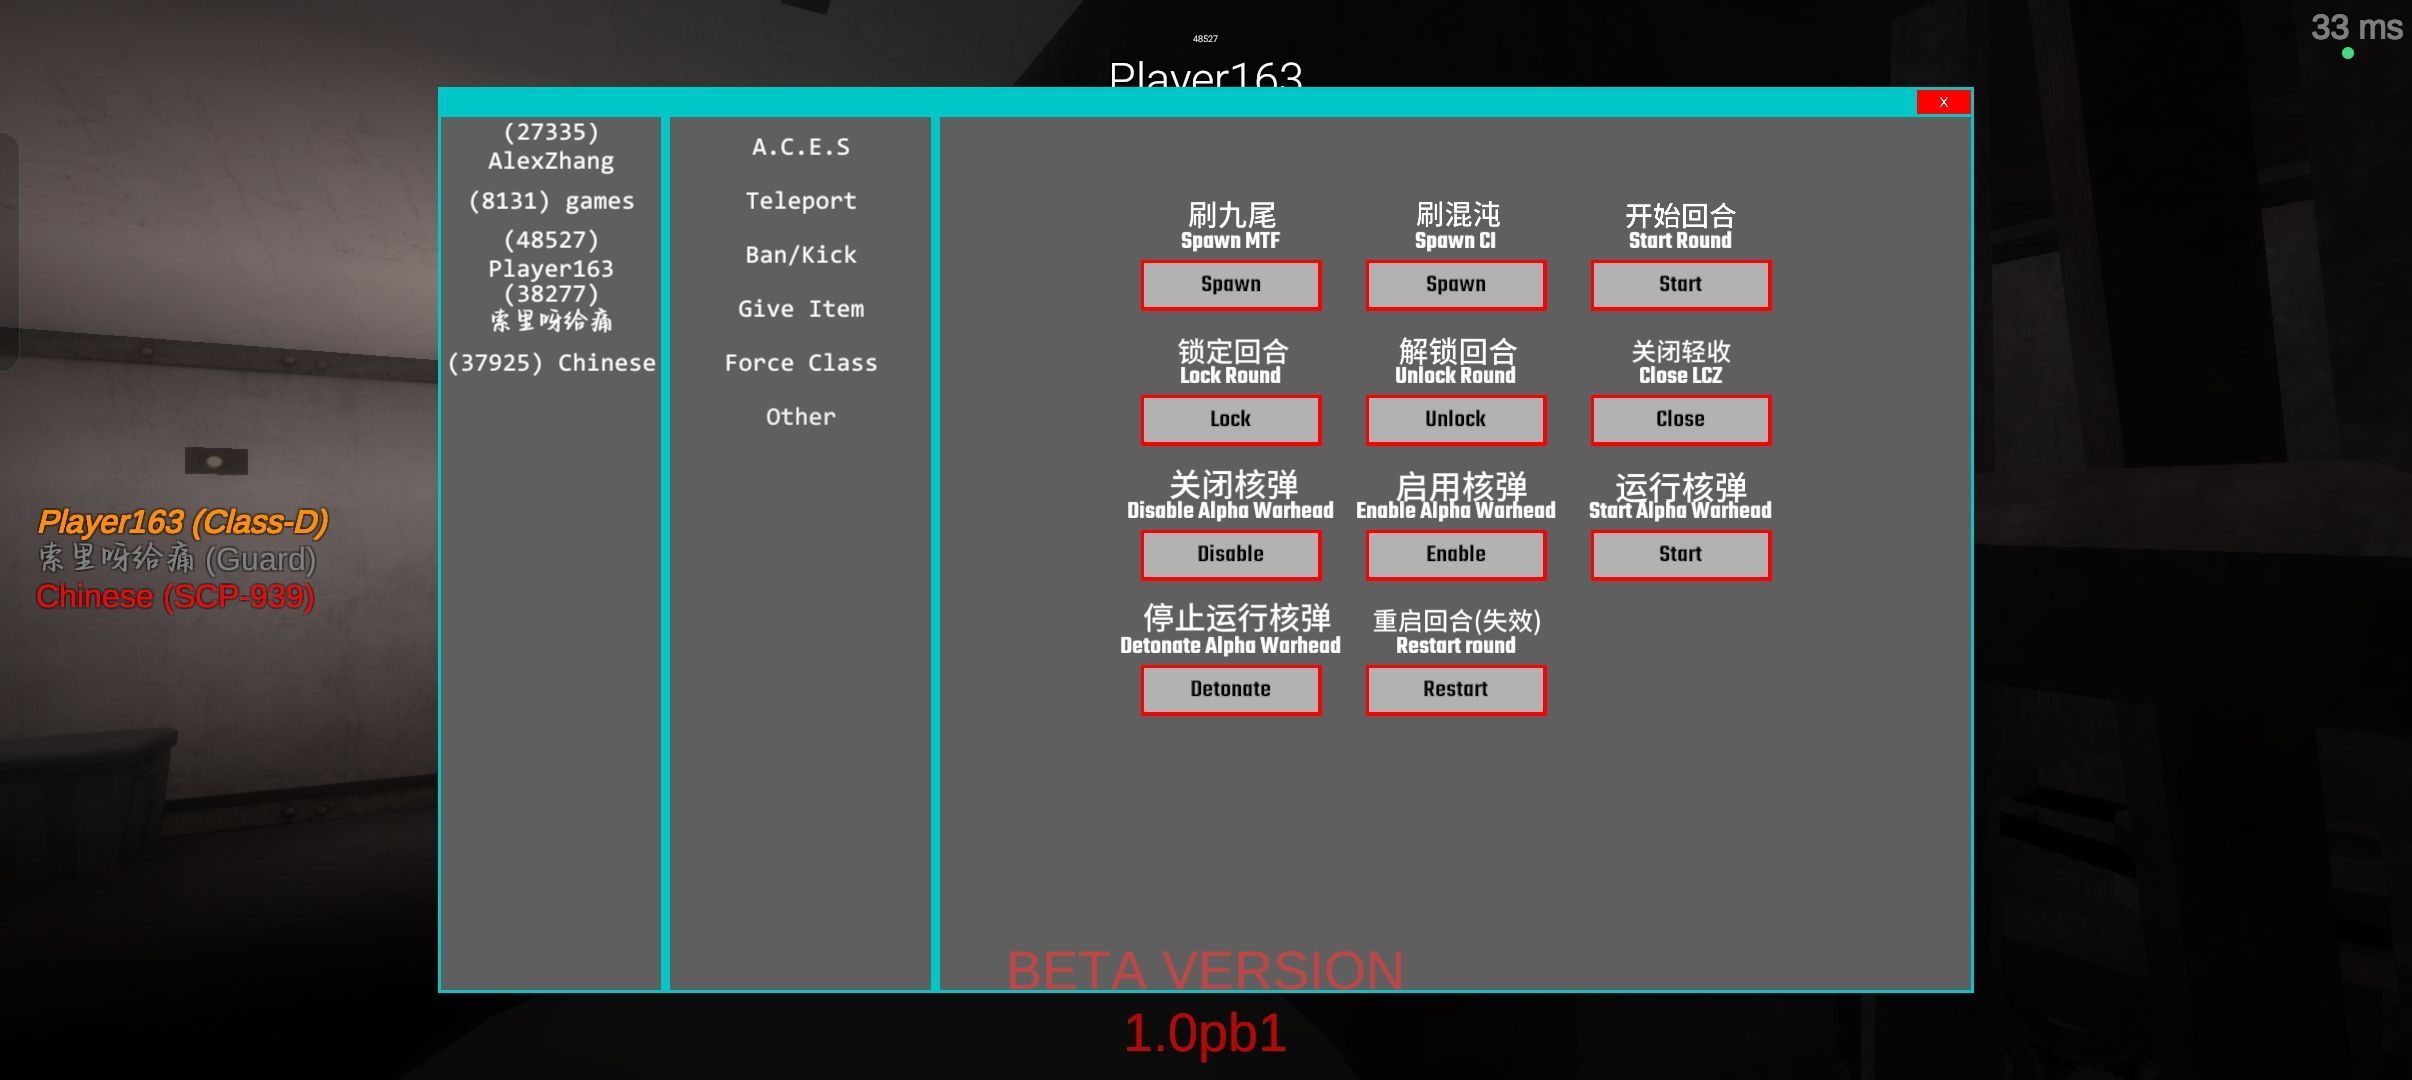 48527
33 ms
Player163
X
(27335)
AlexZhang
(8131) games
(48527)
Player163
(38277)
索里呀给痛
(37925) Chinese
A.C.E.S
Teleport
Ban/Kick
Give Item
Force Class
Other
刷九尾
Spawn MTF
Spawn
刷混沌
Spawn CI
Spawn
开始回合
Start Round
Start
锁定回合
Lock Round
Lock
解锁回合
Unlock Round
Unlock
关闭轻收
Close LCZ
Close
关闭核弹
Disable Alpha Warhead
Disable
启用核弹
Enable Alpha Warhead
Enable
运行核弹
Start Alpha Warhead
Start
停止运行核弹
Detonate Alpha Warhead
Detonate
重启回合(失效)
Restart round
Restart
Player163 (Class-D)
索里呀给痛 (Guard)
Chinese (SCP-939)
BETA VERSION
1.0pb1